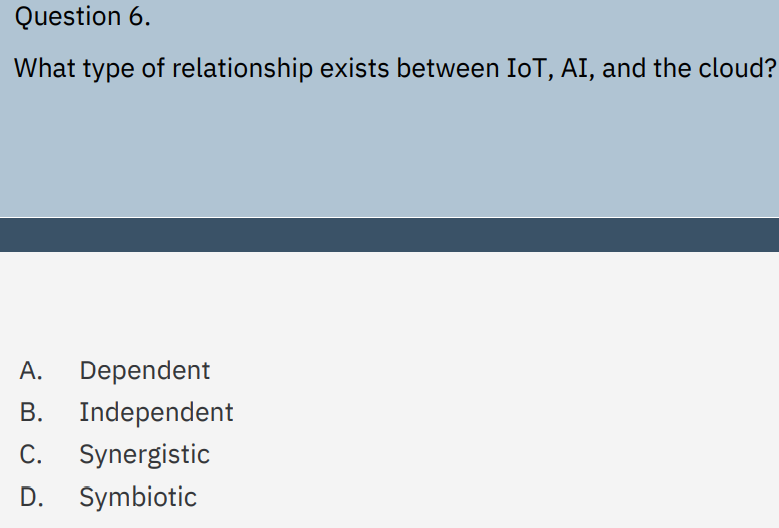 Question 6.
What type of relationship exists between IoT, AI, and the cloud?
A. Dependent
B. Independent
C. Synergistic
D. Symbiotic